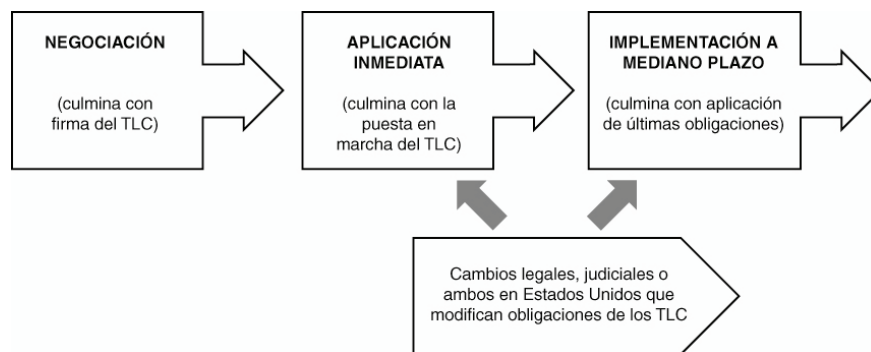 NEGOCIACIÓN
(culmina con
firma del TLC)
APLICACIÓN
INMEDIATA
(culmina con la
puesta en
marcha del TLC)
IMPLEMENTACIÓN A
MEDIANO PLAZO
(culmina con aplicación
de últimas obligaciones)
Cambios legales, judiciales o
ambos en Estados Unidos que
modifican obligaciones de los TLC